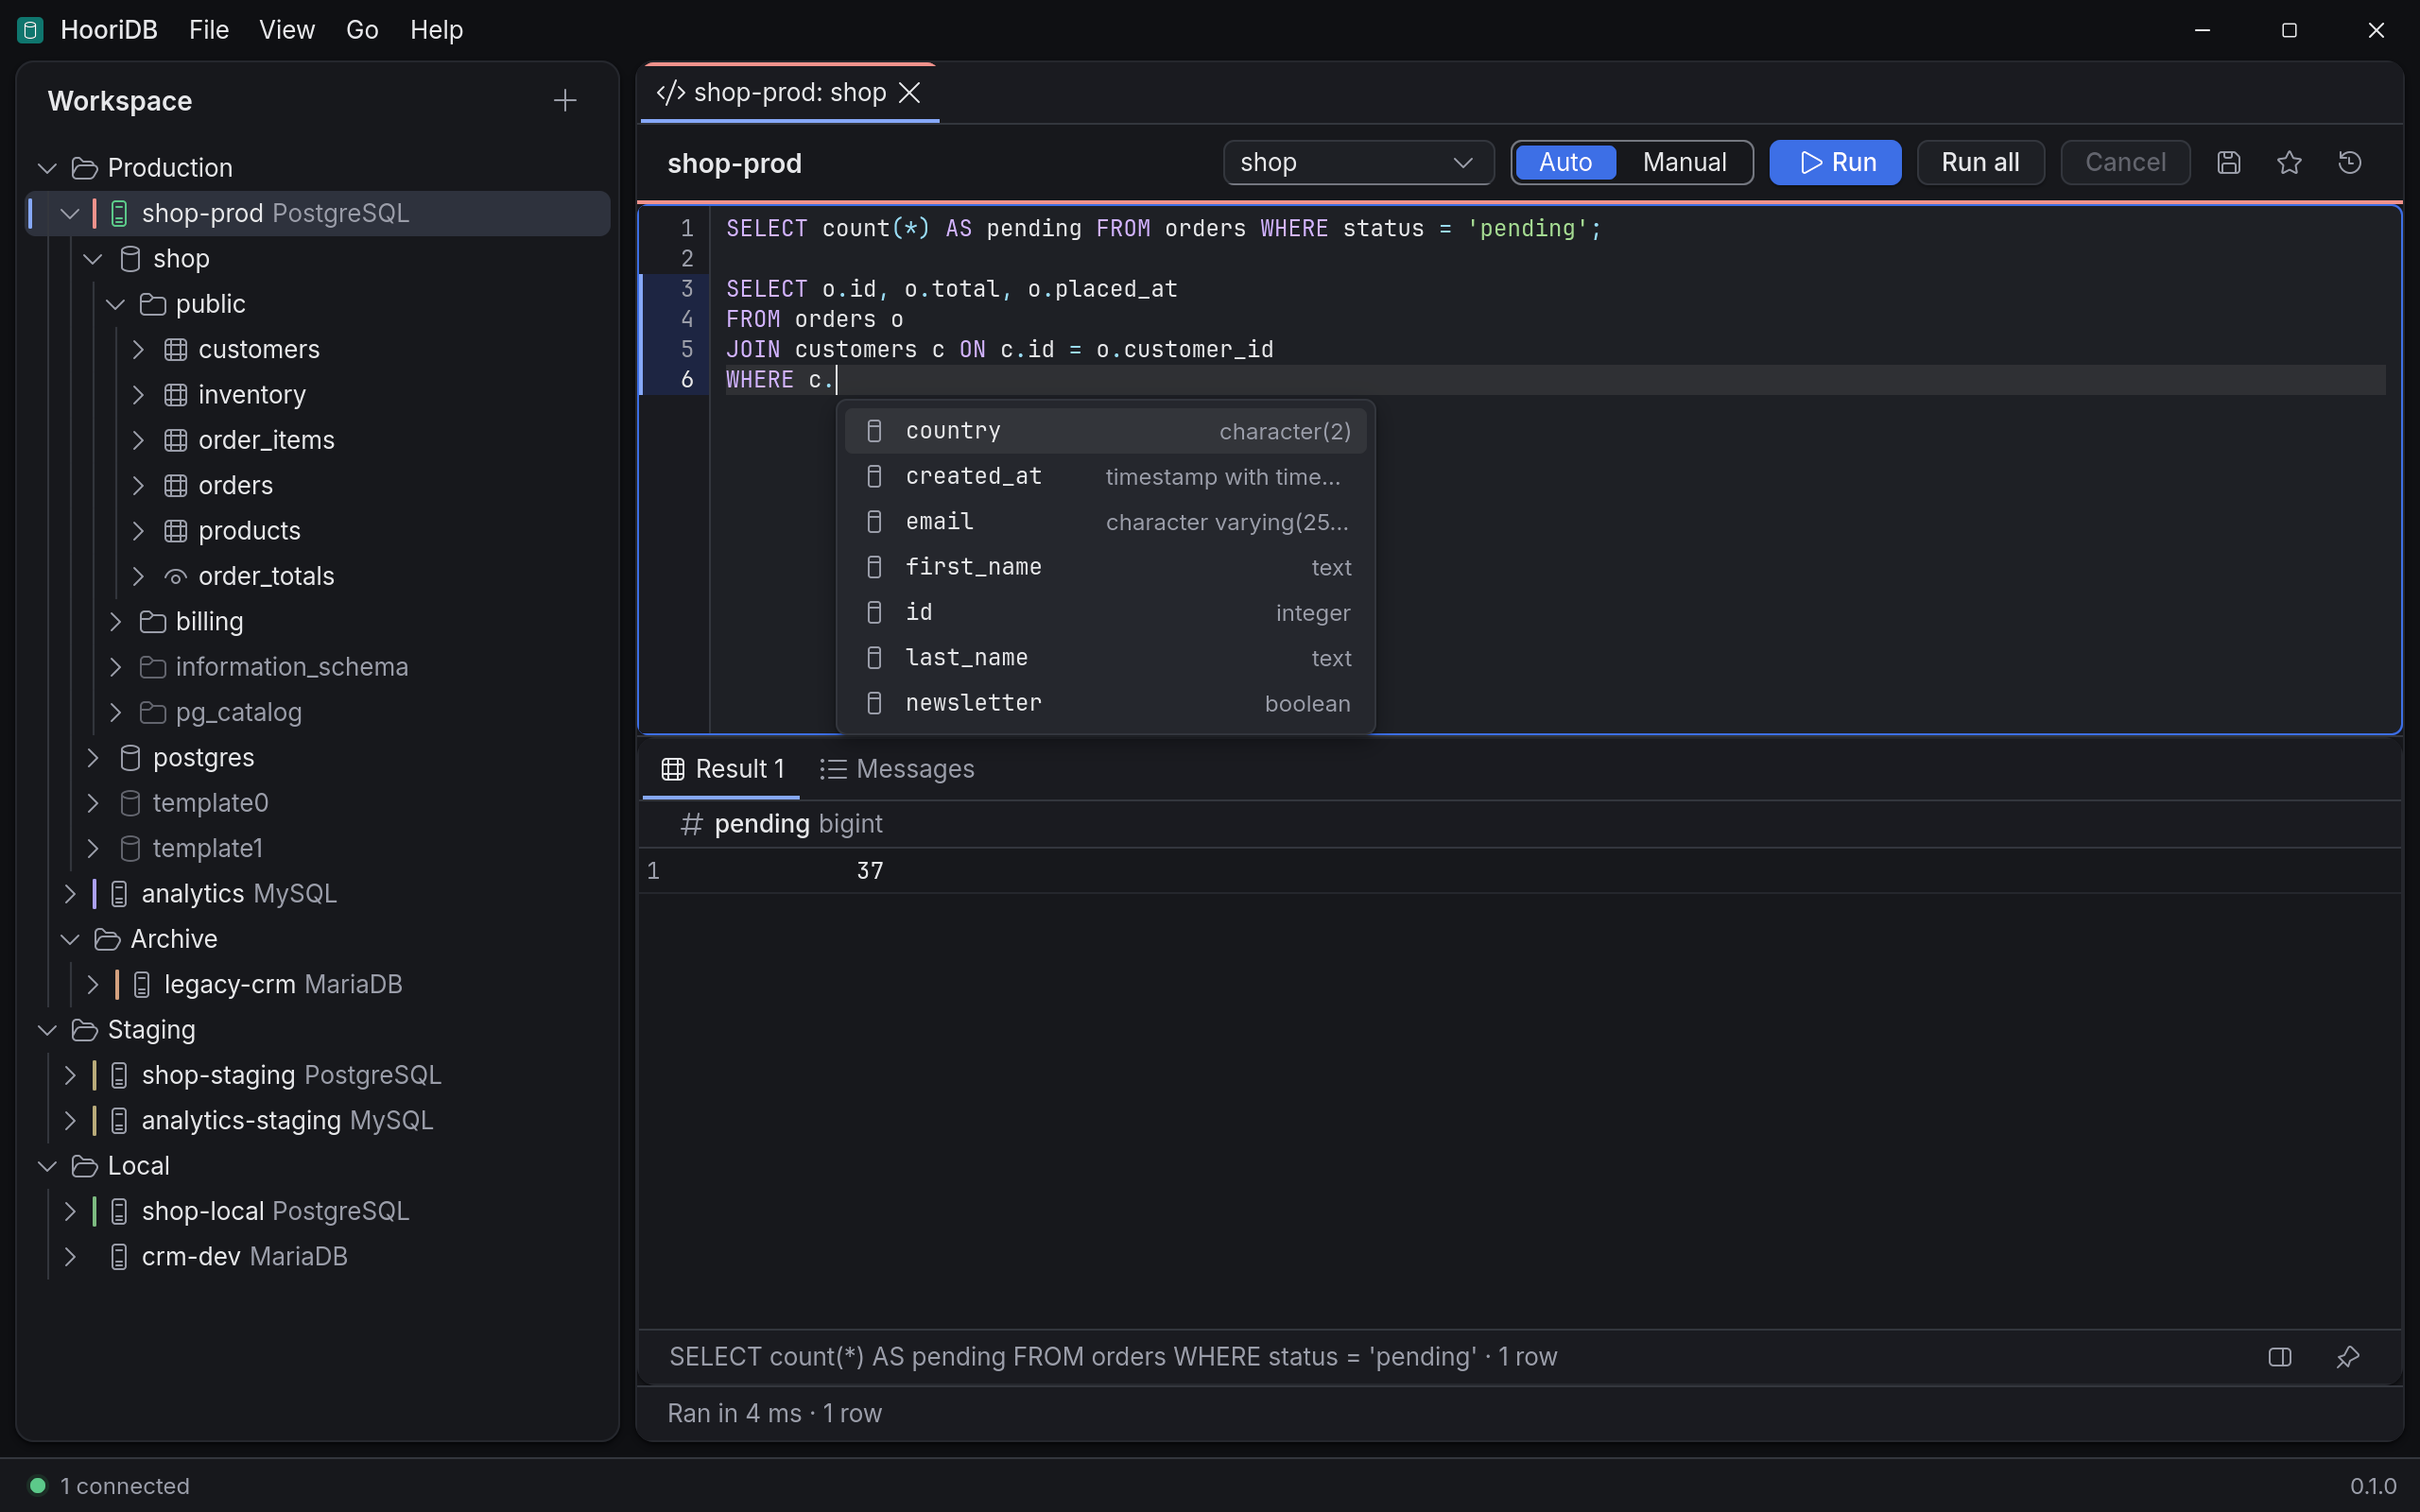 HooriDB File View Go Help
Workspace
Production
shop-prod PostgreSQL
shop
public
customers
inventory
order_items
orders
products
order_totals
billing
information_schema
pg_catalog
postgres
template0
template1
analytics MySQL
Archive
legacy-crm MariaDB
Staging
shop-staging PostgreSQL
analytics-staging MySQL
Local
shop-local PostgreSQL
crm-dev MariaDB
shop-prod: shop
shop-prod shop Auto Manual Run Run all Cancel
1 SELECT count(*) AS pending FROM orders WHERE status = 'pending';
2
3 SELECT o.id, o.total, o.placed_at
4 FROM orders o
5 JOIN customers c ON c.id = o.customer_id
6 WHERE c.
country character(2)
created_at timestamp with time...
email character varying(25...
first_name text
id integer
last_name text
newsletter boolean
Result 1 Messages
# pending bigint
1 37
SELECT count(*) AS pending FROM orders WHERE status = 'pending' · 1 row
Ran in 4 ms · 1 row
1 connected 0.1.0